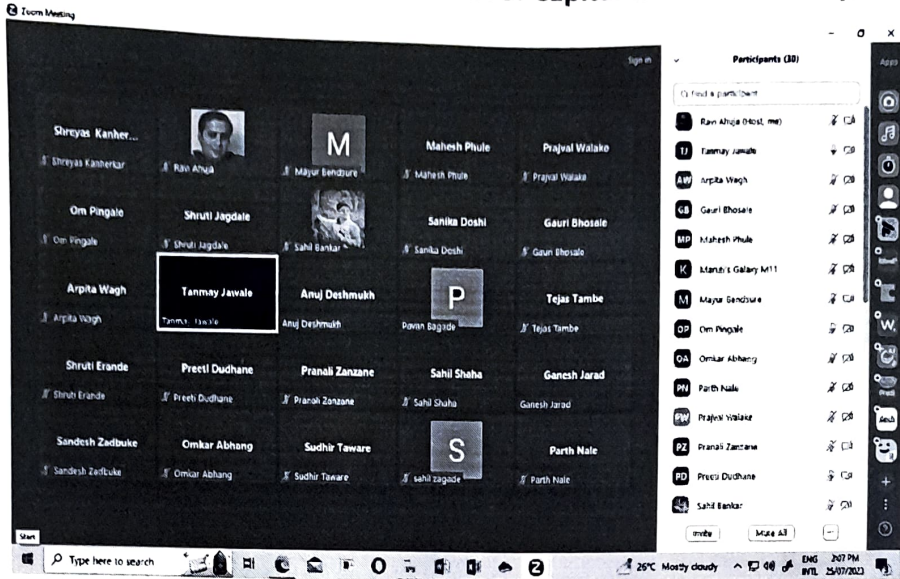 Zoom Meeting
Sign in
Shreyas Kanher...
Shreyas Kanherkar
Ravi Ahuja
M
Mayur Bendsure
Mahesh Phule
Mahesh Phule
Prajval Walake
Prajval Walake
Om Pingale
Om Pingale
Shruti Jagdale
Shruti Jagdale
Sahil Bankar
Sanika Doshi
Sanika Doshi
Gauri Bhosale
Gauri Bhosale
Arpita Wagh
Arpita Wagh
Tanmay Jawale
Tanmay Jawale
Anuj Deshmukh
Anuj Deshmukh
P
Pavan Bagade
Tejas Tambe
Tejas Tambe
Shruti Erande
Shruti Erande
Preeti Dudhane
Preeti Dudhane
Pranali Zanzane
Pranali Zanzane
Sahil Shaha
Sahil Shaha
Ganesh Jarad
Ganesh Jarad
Sandesh Zadbuke
Sandesh Zadbuke
Omkar Abhang
Omkar Abhang
Sudhir Taware
Sudhir Taware
S
sahil zagade
Parth Nale
Parth Nale
Participants (30)
Find a participant
Ravi Ahuja (Host, me)
TJ Tanmay Jawale
AW Arpita Wagh
GB Gauri Bhosale
MP Mahesh Phule
K Maruti's Galaxy M11
M Mayur Bendsure
OP Om Pingale
OA Omkar Abhang
PN Parth Nale
PW Prajval Walake
PZ Pranali Zanzane
PD Preeti Dudhane
Sahil Bankar
Invite
Mute All
Apps
Start
Type here to search
26°C Mostly cloudy
ENG
INTL
2:07 PM
25/07/2023